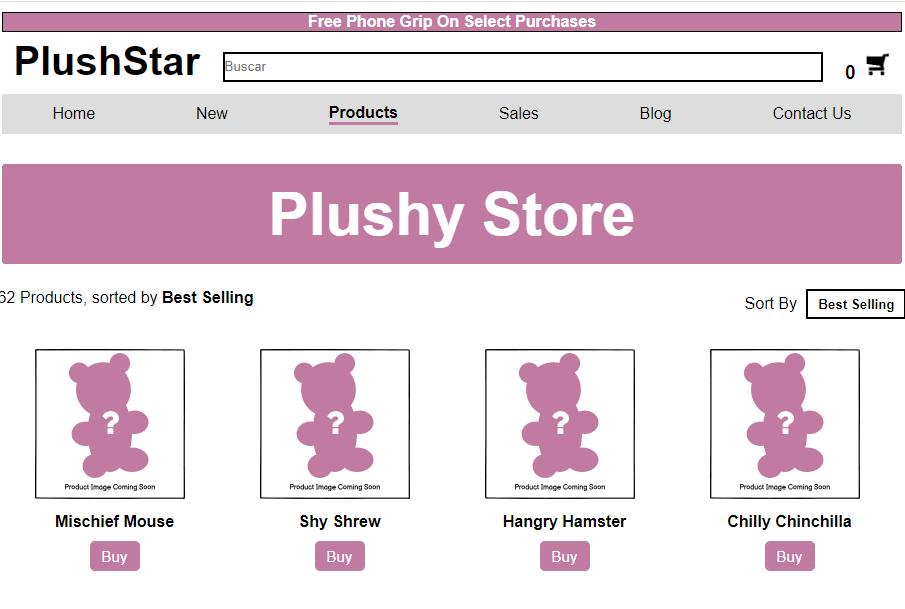 Free Phone Grip On Select Purchases
PlushStar
Buscar
0
Home New Products Sales Blog Contact Us
Plushy Store
62 Products, sorted by Best Selling
Sort By Best Selling
? ? ? ?
Product Image Coming Soon Product Image Coming Soon Product Image Coming Soon Product Image Coming Soon
Mischief Mouse Shy Shrew Hangry Hamster Chilly Chinchilla
Buy Buy Buy Buy